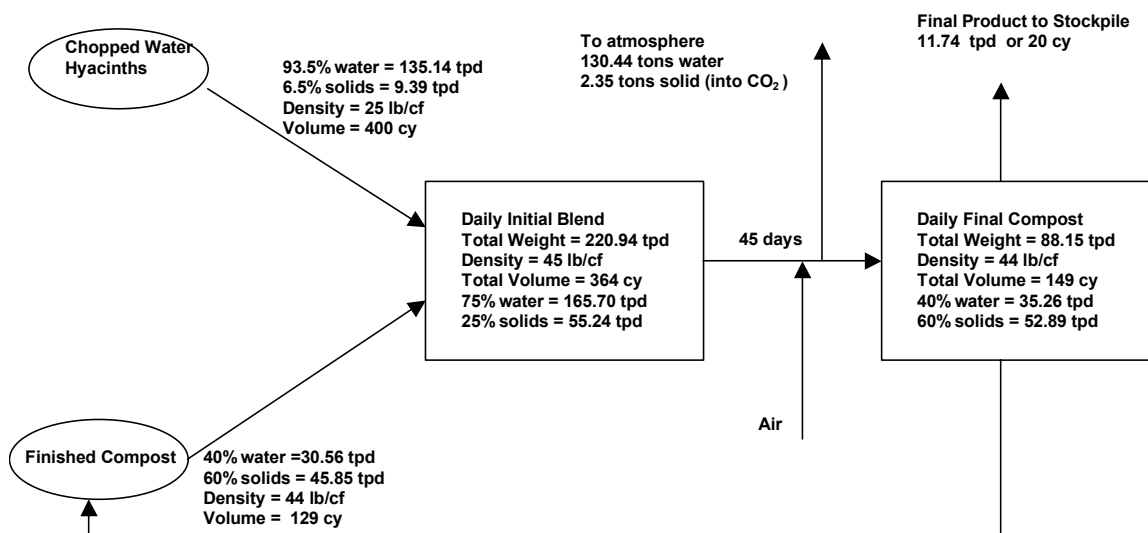 Chopped Water
Hyacinths
93.5% water = 135.14 tpd
6.5% solids = 9.39 tpd
Density = 25 lb/cf
Volume = 400 cy
To atmosphere
130.44 tons water
2.35 tons solid (into CO₂ )
Final Product to Stockpile
11.74 tpd or 20 cy
Daily Initial Blend
Total Weight = 220.94 tpd
Density = 45 lb/cf
Total Volume = 364 cy
75% water = 165.70 tpd
25% solids = 55.24 tpd
45 days
Daily Final Compost
Total Weight = 88.15 tpd
Density = 44 lb/cf
Total Volume = 149 cy
40% water = 35.26 tpd
60% solids = 52.89 tpd
Air
Finished Compost
40% water =30.56 tpd
60% solids = 45.85 tpd
Density = 44 lb/cf
Volume = 129 cy